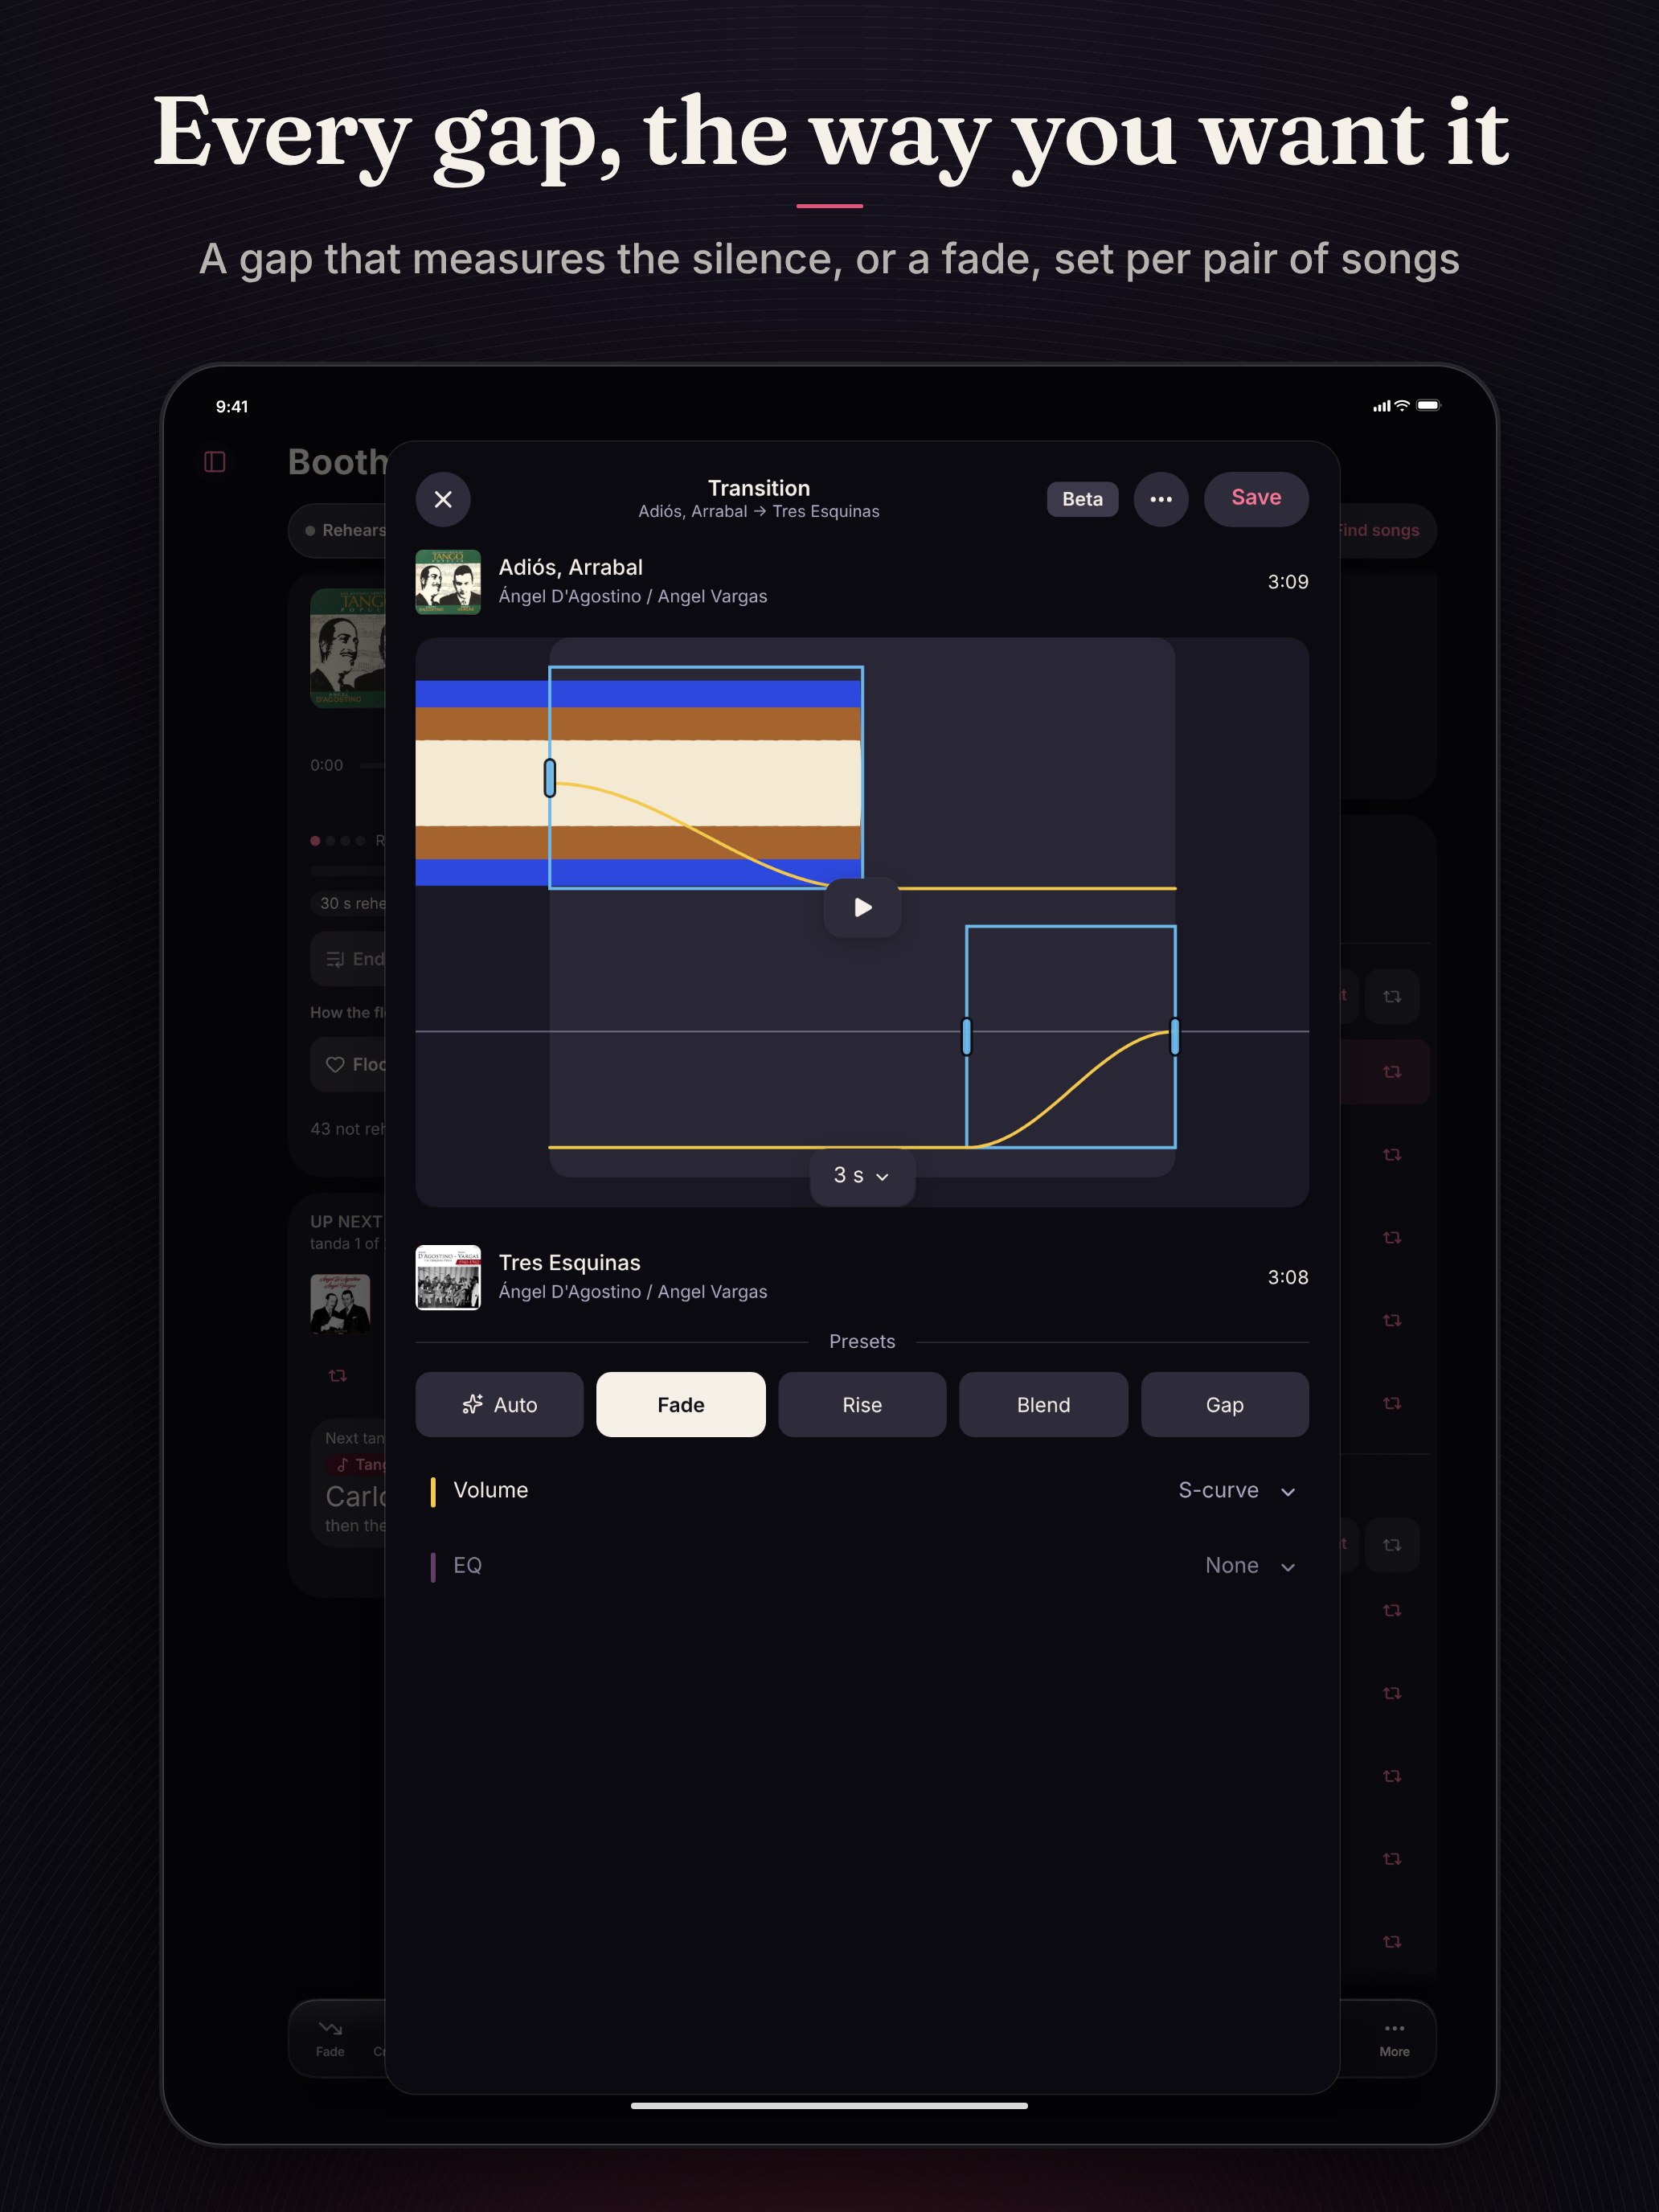 Every gap, the way you want it
A gap that measures the silence, or a fade, set per pair of songs
9:41
Booth
Transition
Adiós, Arrabal → Tres Esquinas
Beta
Save
Find songs
Adiós, Arrabal
Ángel D'Agostino / Angel Vargas
3:09
0:00
R
30 s rehe
End
How the fl
Floo
43 not reh
3 s
UP NEXT
tanda 1 of
Tres Esquinas
Ángel D'Agostino / Angel Vargas
3:08
Presets
Auto
Fade
Rise
Blend
Gap
Next tan
Tang
Carlo
then the
Volume
S-curve
EQ
None
Fade
Cr
More